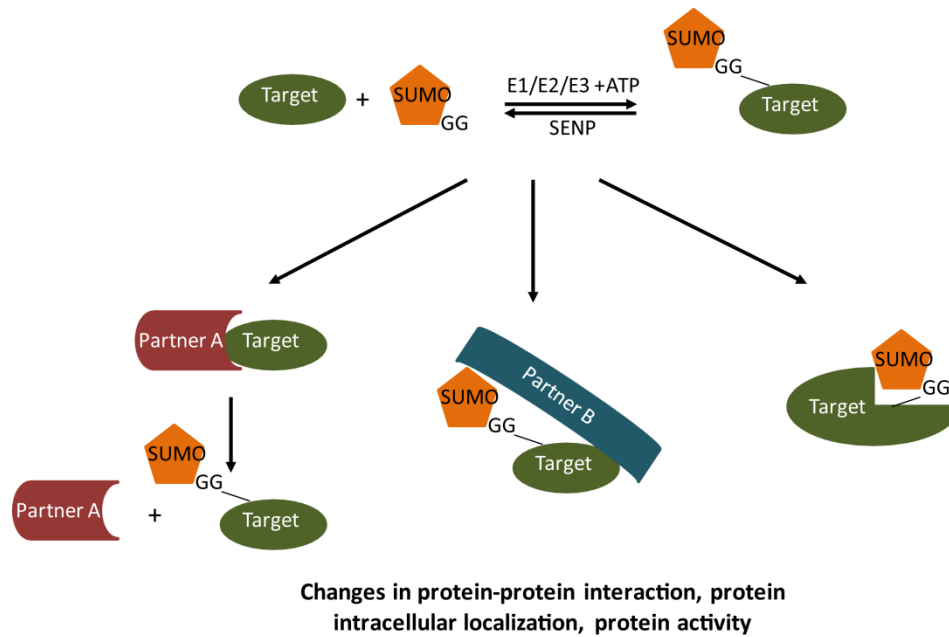 SUMO
GG
Target
Target + SUMO
GG
E1/E2/E3 +ATP
SENP
Partner A Target
SUMO
GG
Partner A + Target
Partner B
SUMO
GG
Target
SUMO
GG
Target
Changes in protein-protein interaction, protein
intracellular localization, protein activity